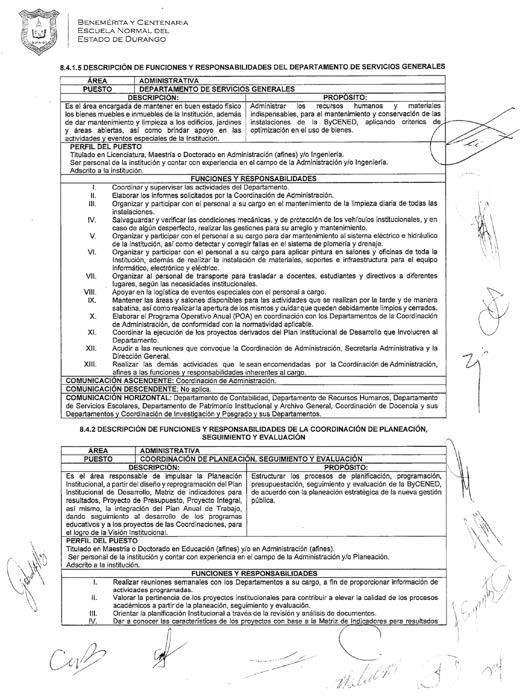 BENEMÉRITA Y CENTENARIA
ESCUELA NORMAL DEL
ESTADO DE DURANGO
8.4.1.5 DESCRIPCIÓN DE FUNCIONES Y RESPONSABILIDADES DEL DEPARTAMENTO DE SERVICIOS GENERALES
ÁREA ADMINISTRATIVA
PUESTO DEPARTAMENTO DE SERVICIOS GENERALES
DESCRIPCIÓN:
Es el área encargada de mantener en buen estado físico
los bienes muebles e inmuebles de la Institución, además
de dar mantenimiento y limpieza a los edificios, jardines
y áreas abiertas, así como brindar apoyo en las
actividades y eventos especiales de la Institución.
PROPÓSITO:
Administrar los recursos humanos y materiales
indispensables, para el mantenimiento y conservación de las
instalaciones de la ByCENED, aplicando criterios de
optimización en el uso de bienes.
PERFIL DEL PUESTO
Titulado en Licenciatura, Maestría o Doctorado en Administración (afines) y/o Ingeniería.
Ser personal de la institución y contar con experiencia en el campo de la Administración y/o Ingeniería.
Adscrito a la institución.
FUNCIONES Y RESPONSABILIDADES
I. Coordinar y supervisar las actividades del Departamento.
II. Elaborar los informes solicitados por la Coordinación de Administración.
III. Organizar y participar con el personal a su cargo en el mantenimiento de la limpieza diaria de todas las
instalaciones.
IV. Salvaguardar y verificar las condiciones mecánicas, y de protección de los vehículos institucionales, y en
caso de algún desperfecto, realizar las gestiones para su arreglo y mantenimiento.
V. Organizar y participar con el personal a su cargo para dar mantenimiento al sistema eléctrico e hidráulico
de la institución, así como detectar y corregir fallas en el sistema de plomería y drenaje.
VI. Organizar y participar con el personal a su cargo para aplicar pintura en salones y oficinas de toda la
Institución, además de realizar la instalación de materiales, soportes e infraestructura para el equipo
informático, electrónico y eléctrico.
VII. Organizar al personal de transporte para trasladar a docentes, estudiantes y directivos a diferentes
lugares, según las necesidades institucionales.
VIII. Apoyar en la logística de eventos especiales con el personal a cargo.
IX. Mantener las áreas y salones disponibles para las actividades que se realizan por la tarde y de manera
sabatina, así como realizar la apertura de los mismos y cuidar que queden debidamente limpios y cerrados.
X. Elaborar el Programa Operativo Anual (POA) en coordinación con los Departamentos de la Coordinación
de Administración, de conformidad con la normatividad aplicable.
XI. Coordinar la ejecución de los proyectos derivados del Plan Institucional de Desarrollo que involucren al
Departamento.
XII. Acudir a las reuniones que convoque la Coordinación de Administración, Secretaría Administrativa y la
Dirección General.
XIII. Realizar las demás actividades que le sean encomendadas por la Coordinación de Administración,
afines a las funciones y responsabilidades inherentes al cargo.
COMUNICACIÓN ASCENDENTE: Coordinación de Administración.
COMUNICACIÓN DESCENDENTE: No aplica.
COMUNICACIÓN HORIZONTAL: Departamento de Contabilidad, Departamento de Recursos Humanos, Departamento
de Servicios Escolares, Departamento de Patrimonio Institucional y Archivo General, Coordinación de Docencia y sus
Departamentos y Coordinación de Investigación y Posgrado y sus Departamentos.
8.4.2 DESCRIPCIÓN DE FUNCIONES Y RESPONSABILIDADES DE LA COORDINACIÓN DE PLANEACIÓN,
SEGUIMIENTO Y EVALUACIÓN
ÁREA ADMINISTRATIVA
PUESTO COORDINACIÓN DE PLANEACIÓN, SEGUIMIENTO Y EVALUACIÓN
DESCRIPCIÓN:
Es el área responsable de impulsar la Planeación
Institucional, a partir del diseño y reprogramación del Plan
Institucional de Desarrollo, Matriz de indicadores para
resultados, Proyecto de Presupuesto, Proyecto Integral,
así mismo, la integración del Plan Anual de Trabajo,
dando seguimiento al desarrollo de los programas
educativos y a los proyectos de las Coordinaciones, para
el logro de la Visión Institucional.
PROPÓSITO:
Estructurar los procesos de planificación, programación,
presupuestación, seguimiento y evaluación de la ByCENED,
de acuerdo con la planeación estratégica de la nueva gestión
pública.
PERFIL DEL PUESTO
Titulado en Maestría o Doctorado en Educación (afines) y/o en Administración (afines).
Ser personal de la institución y contar con experiencia en el campo de la Administración y/o Planeación.
Adscrito a la institución.
FUNCIONES Y RESPONSABILIDADES
I. Realizar reuniones semanales con los Departamentos a su cargo, a fin de proporcionar información de
actividades programadas.
II. Valorar la pertinencia de los proyectos institucionales para contribuir a elevar la calidad de los procesos
académicos a partir de la planeación, seguimiento y evaluación.
III. Orientar la planificación Institucional a través de la revisión y análisis de documentos.
IV. Dar a conocer las características de los proyectos con base a la Matriz de Indicadores para resultados